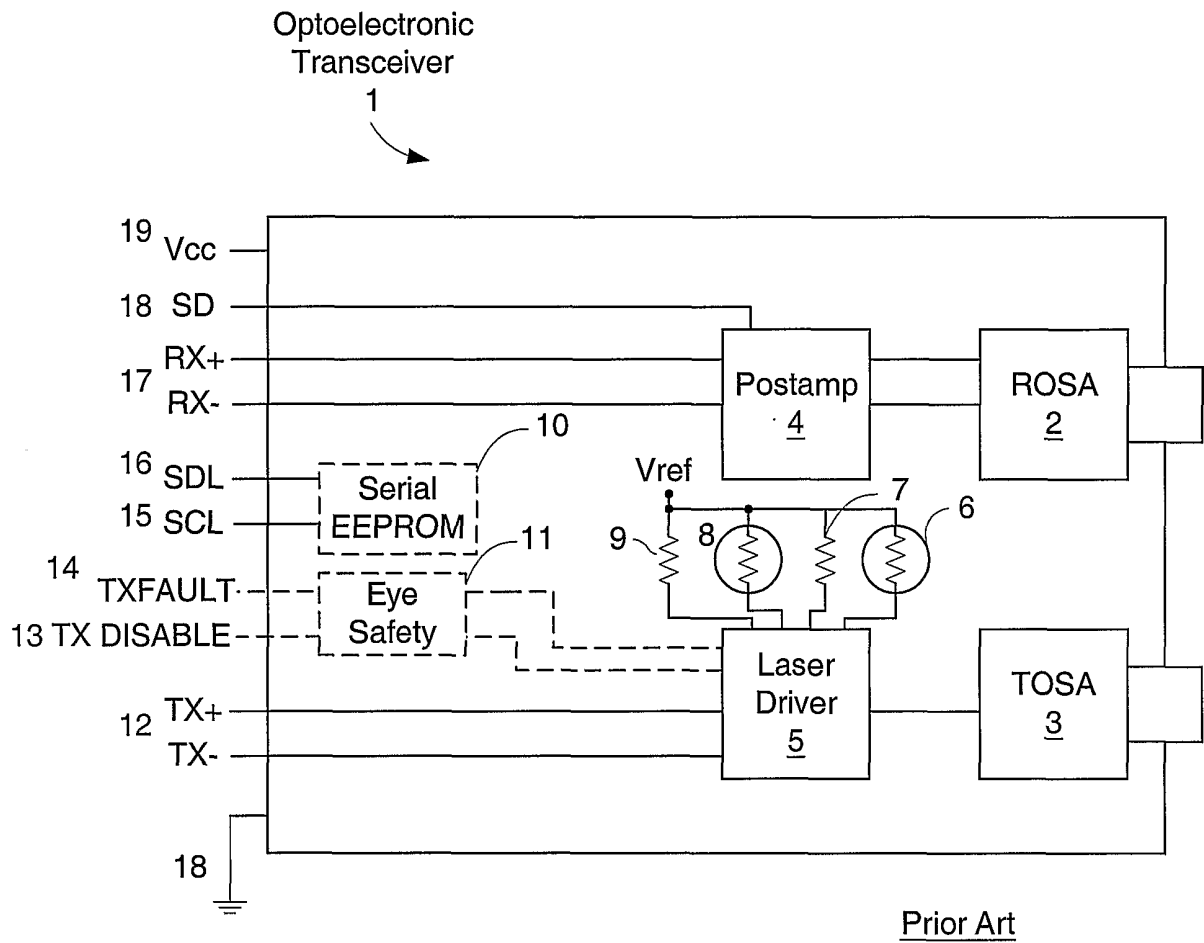 Optoelectronic
Transceiver
1
19 Vcc
18 SD
RX+
17
RX-
Postamp
4
ROSA
2
10
16 SDL
15 SCL
Serial
EEPROM
Vref
9
8
7
6
11
14 TXFAULT
13 TX DISABLE
Eye
Safety
12 TX+
TX-
Laser
Driver
5
TOSA
3
18
Prior Art